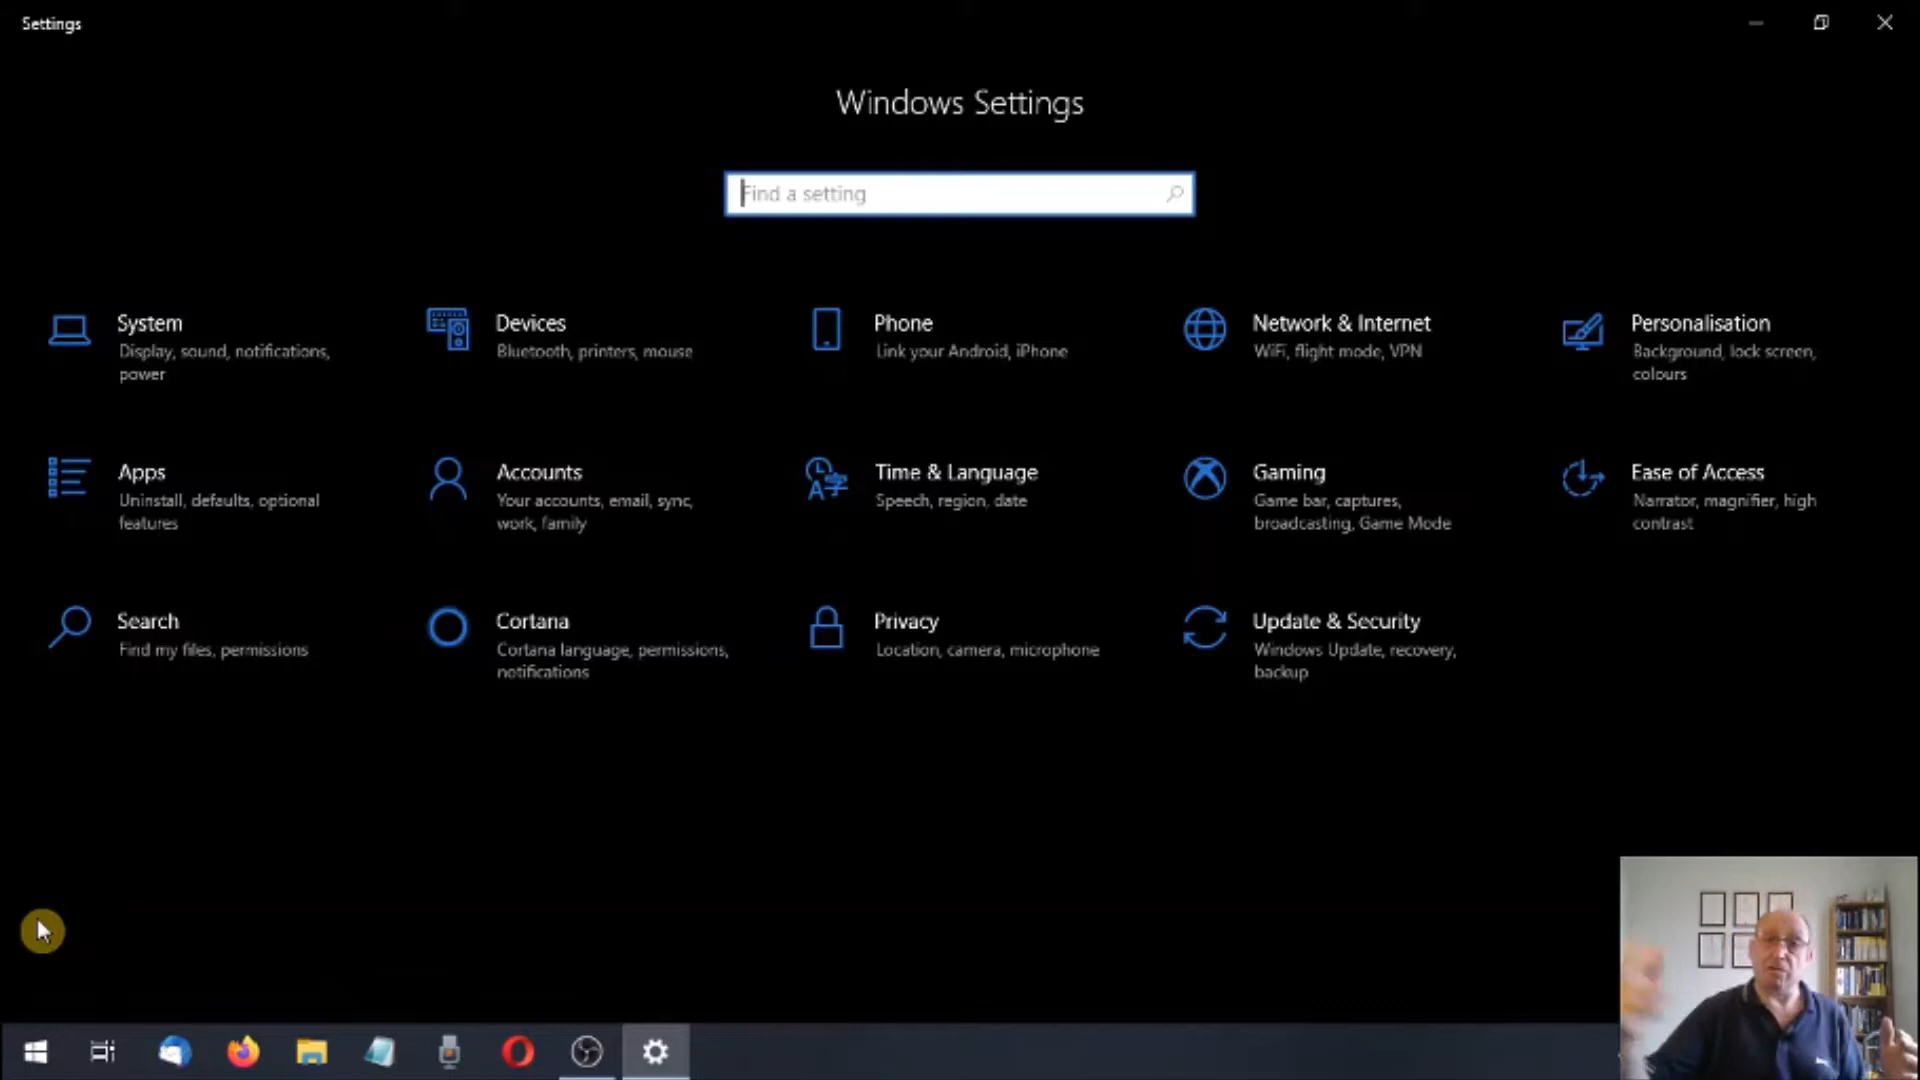 Settings
Windows Settings
Find a setting
System
Display, sound, notifications,
power
Devices
Bluetooth, printers, mouse
Phone
Link your Android, iPhone
Network & Internet
WiFi, flight mode, VPN
Personalisation
Background, lock screen,
colours
Apps
Uninstall, defaults, optional
features
Accounts
Your accounts, email, sync,
work, family
Time & Language
Speech, region, date
Gaming
Game bar, captures,
broadcasting, Game Mode
Ease of Access
Narrator, magnifier, high
contrast
Search
Find my files, permissions
Cortana
Cortana language, permissions,
notifications
Privacy
Location, camera, microphone
Update & Security
Windows Update, recovery,
backup